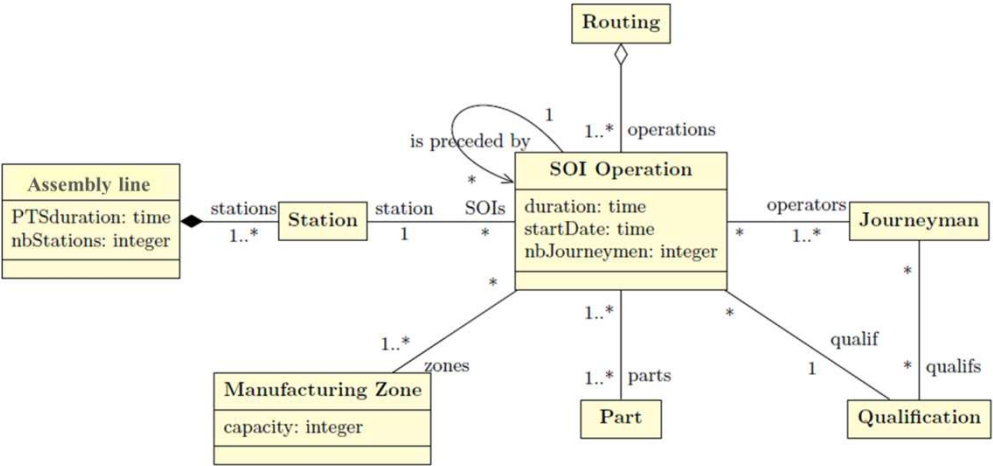 Routing
1
1..* operations
is preceded by
*
SOI Operation
duration: time
startDate: time
nbJourneymen: integer
Assembly line
PTSduration: time
nbStations: integer
stations
1..*
Station
station
1
SOIs
*
operators
*
1..*
Journeyman
*
1..*
zones
Manufacturing Zone
capacity: integer
1..*
1..* parts
Part
*
qualif
1
*
* qualifs
Qualification